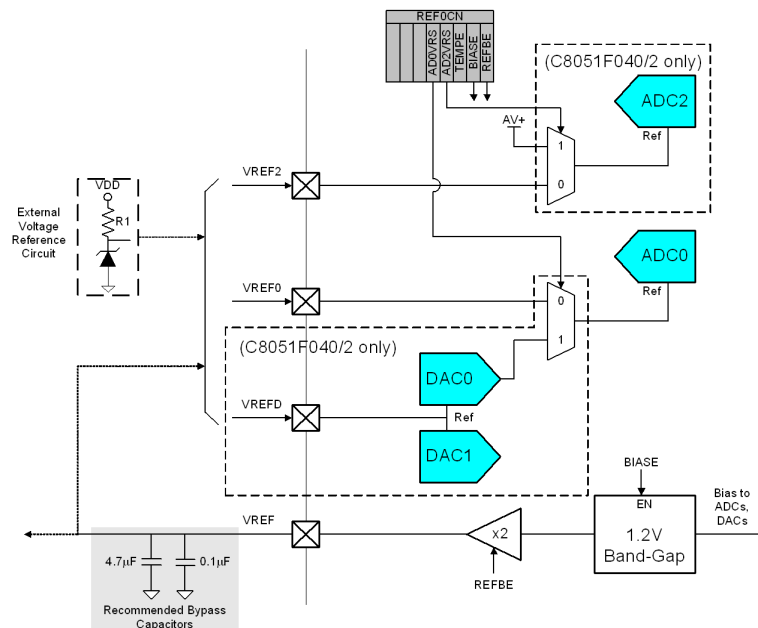 REF0CN
AD0VRS
AD2VRS
TEMPE
BIASE
REFBE
(C8051F040/2 only)
ADC2
Ref
AV+
1
0
VREF2
VDD
R1
External
Voltage
Reference
Circuit
ADC0
Ref
VREF0
0
1
(C8051F040/2 only)
DAC0
VREFD
Ref
DAC1
BIASE
EN
1.2V
Band-Gap
Bias to
ADCs,
DACs
VREF
x2
REFBE
4.7µF
0.1µF
Recommended Bypass
Capacitors